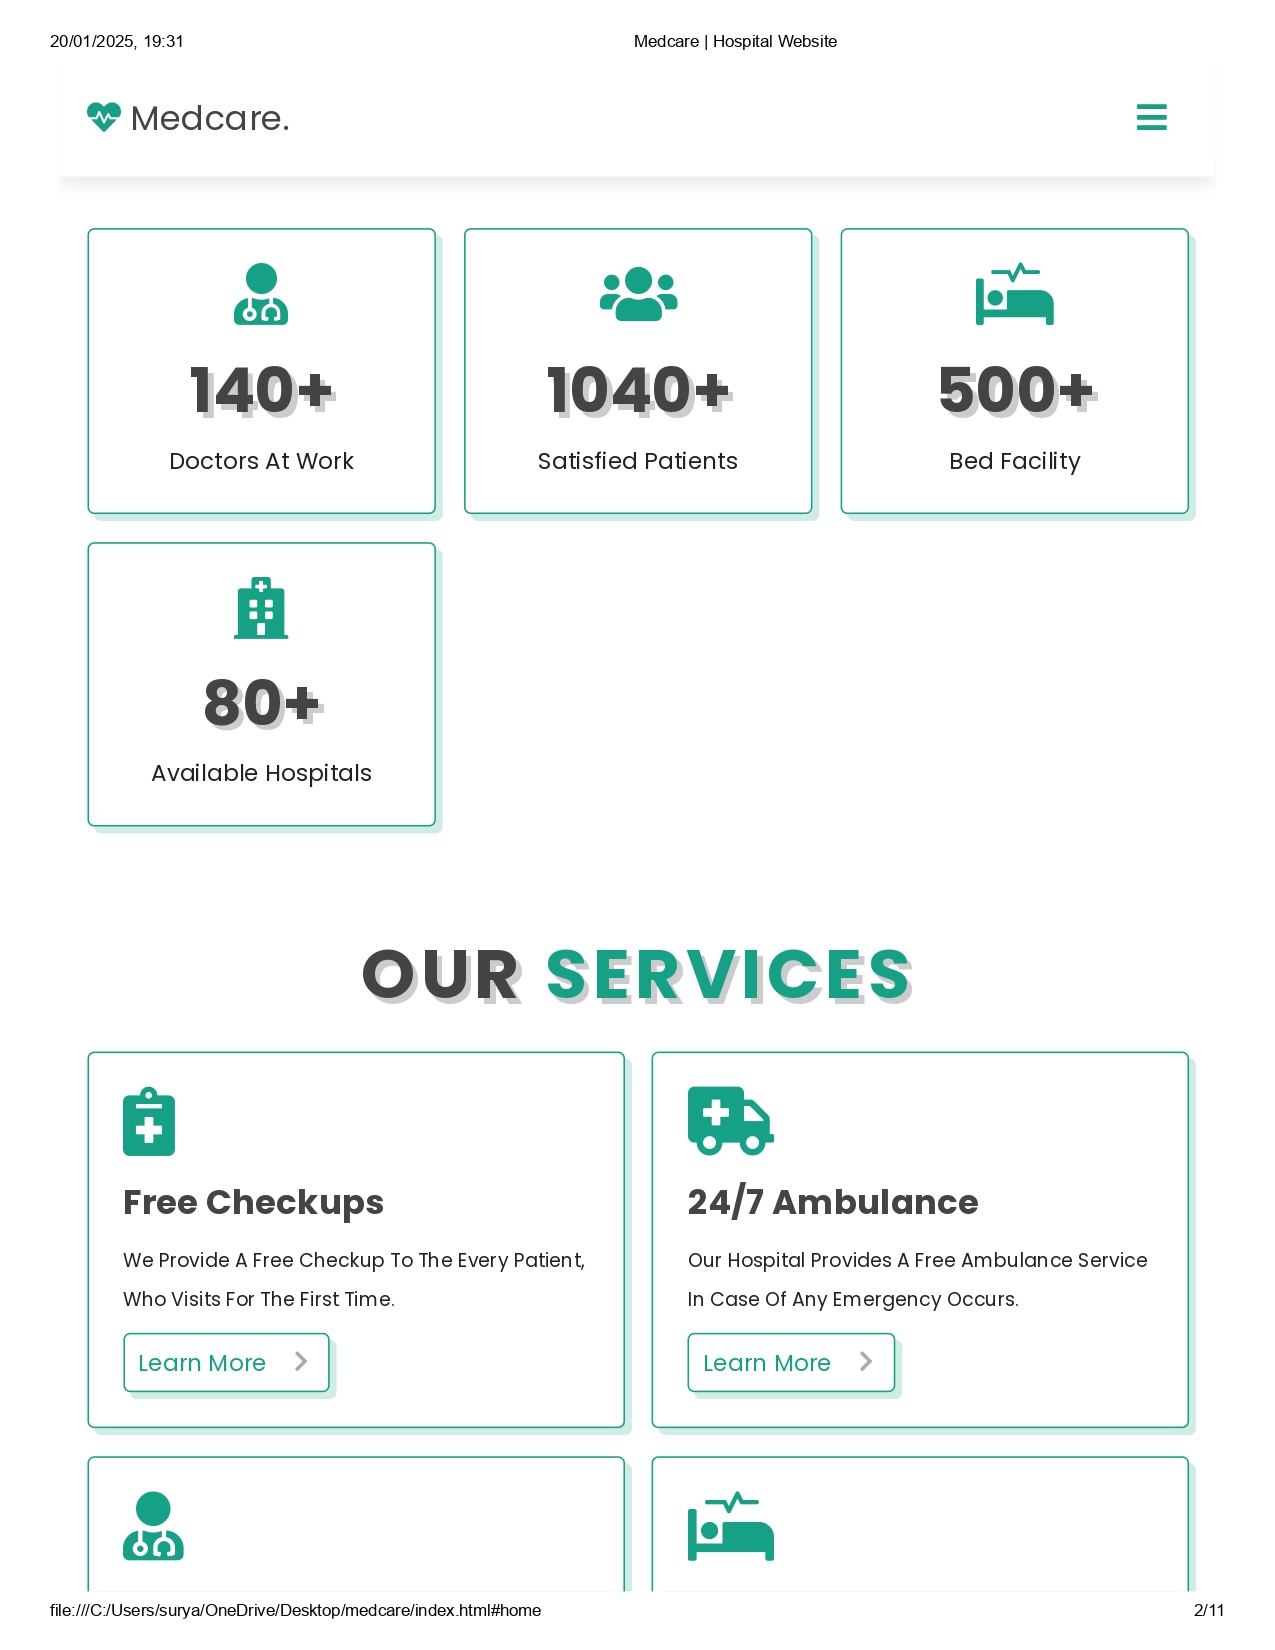 20/01/2025, 19:31
Medcare | Hospital Website
Medcare.
140+
Doctors At Work
1040+
Satisfied Patients
500+
Bed Facility
80+
Available Hospitals
OUR SERVICES
Free Checkups
We Provide A Free Checkup To The Every Patient,
Who Visits For The First Time.
Learn More
24/7 Ambulance
Our Hospital Provides A Free Ambulance Service
In Case Of Any Emergency Occurs.
Learn More
file:///C:/Users/surya/OneDrive/Desktop/medcare/index.html#home
2/11